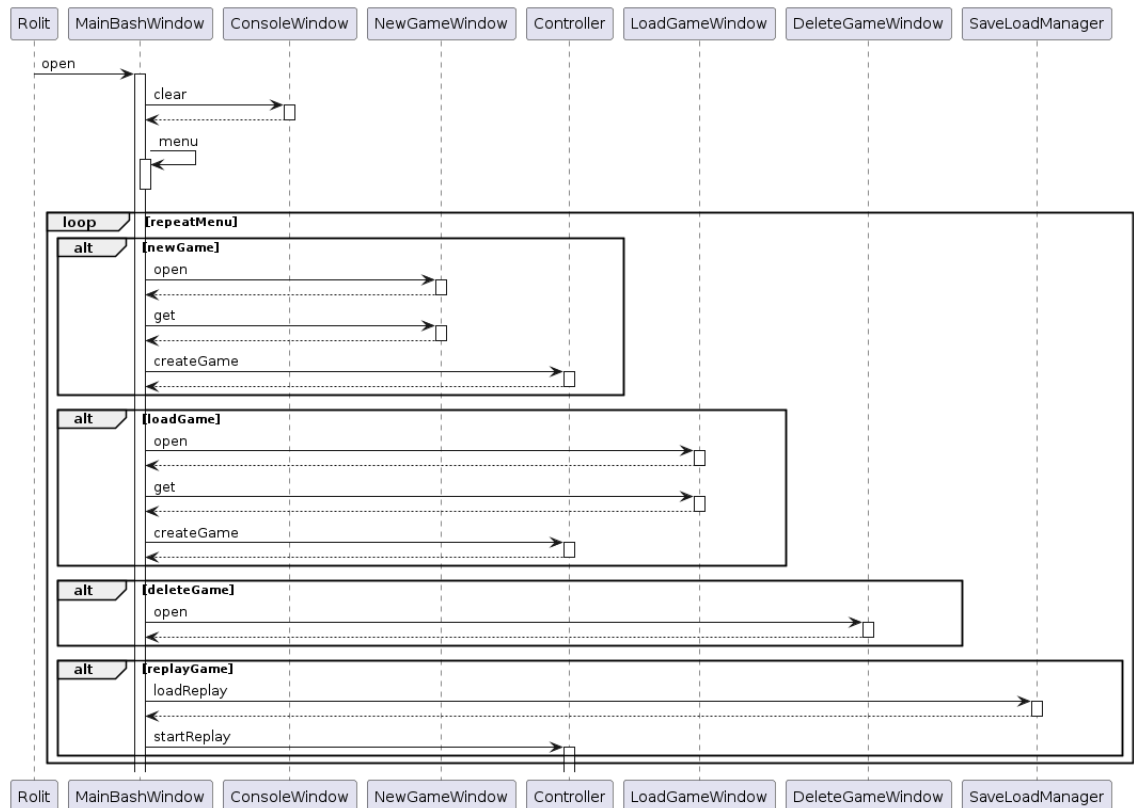 Rolit MainBashWindow ConsoleWindow NewGameWindow Controller LoadGameWindow DeleteGameWindow SaveLoadManager
open
clear
menu
loop [repeatMenu]
alt [newGame]
open
get
createGame
alt [loadGame]
open
get
createGame
alt [deleteGame]
open
alt [replayGame]
loadReplay
startReplay
Rolit MainBashWindow ConsoleWindow NewGameWindow Controller LoadGameWindow DeleteGameWindow SaveLoadManager